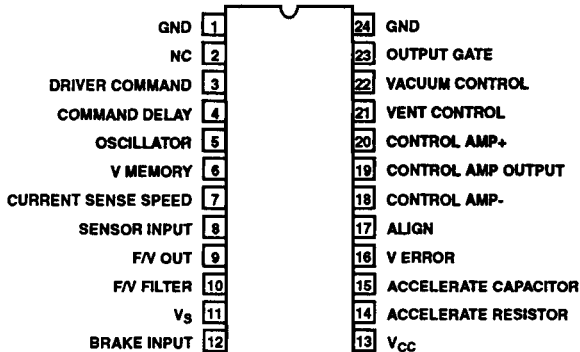 GND 1 24 GND
NC 2 23 OUTPUT GATE
DRIVER COMMAND 3 22 VACUUM CONTROL
COMMAND DELAY 4 21 VENT CONTROL
OSCILLATOR 5 20 CONTROL AMP+
V MEMORY 6 19 CONTROL AMP OUTPUT
CURRENT SENSE SPEED 7 18 CONTROL AMP-
SENSOR INPUT 8 17 ALIGN
F/V OUT 9 16 V ERROR
F/V FILTER 10 15 ACCELERATE CAPACITOR
VS 11 14 ACCELERATE RESISTOR
BRAKE INPUT 12 13 VCC